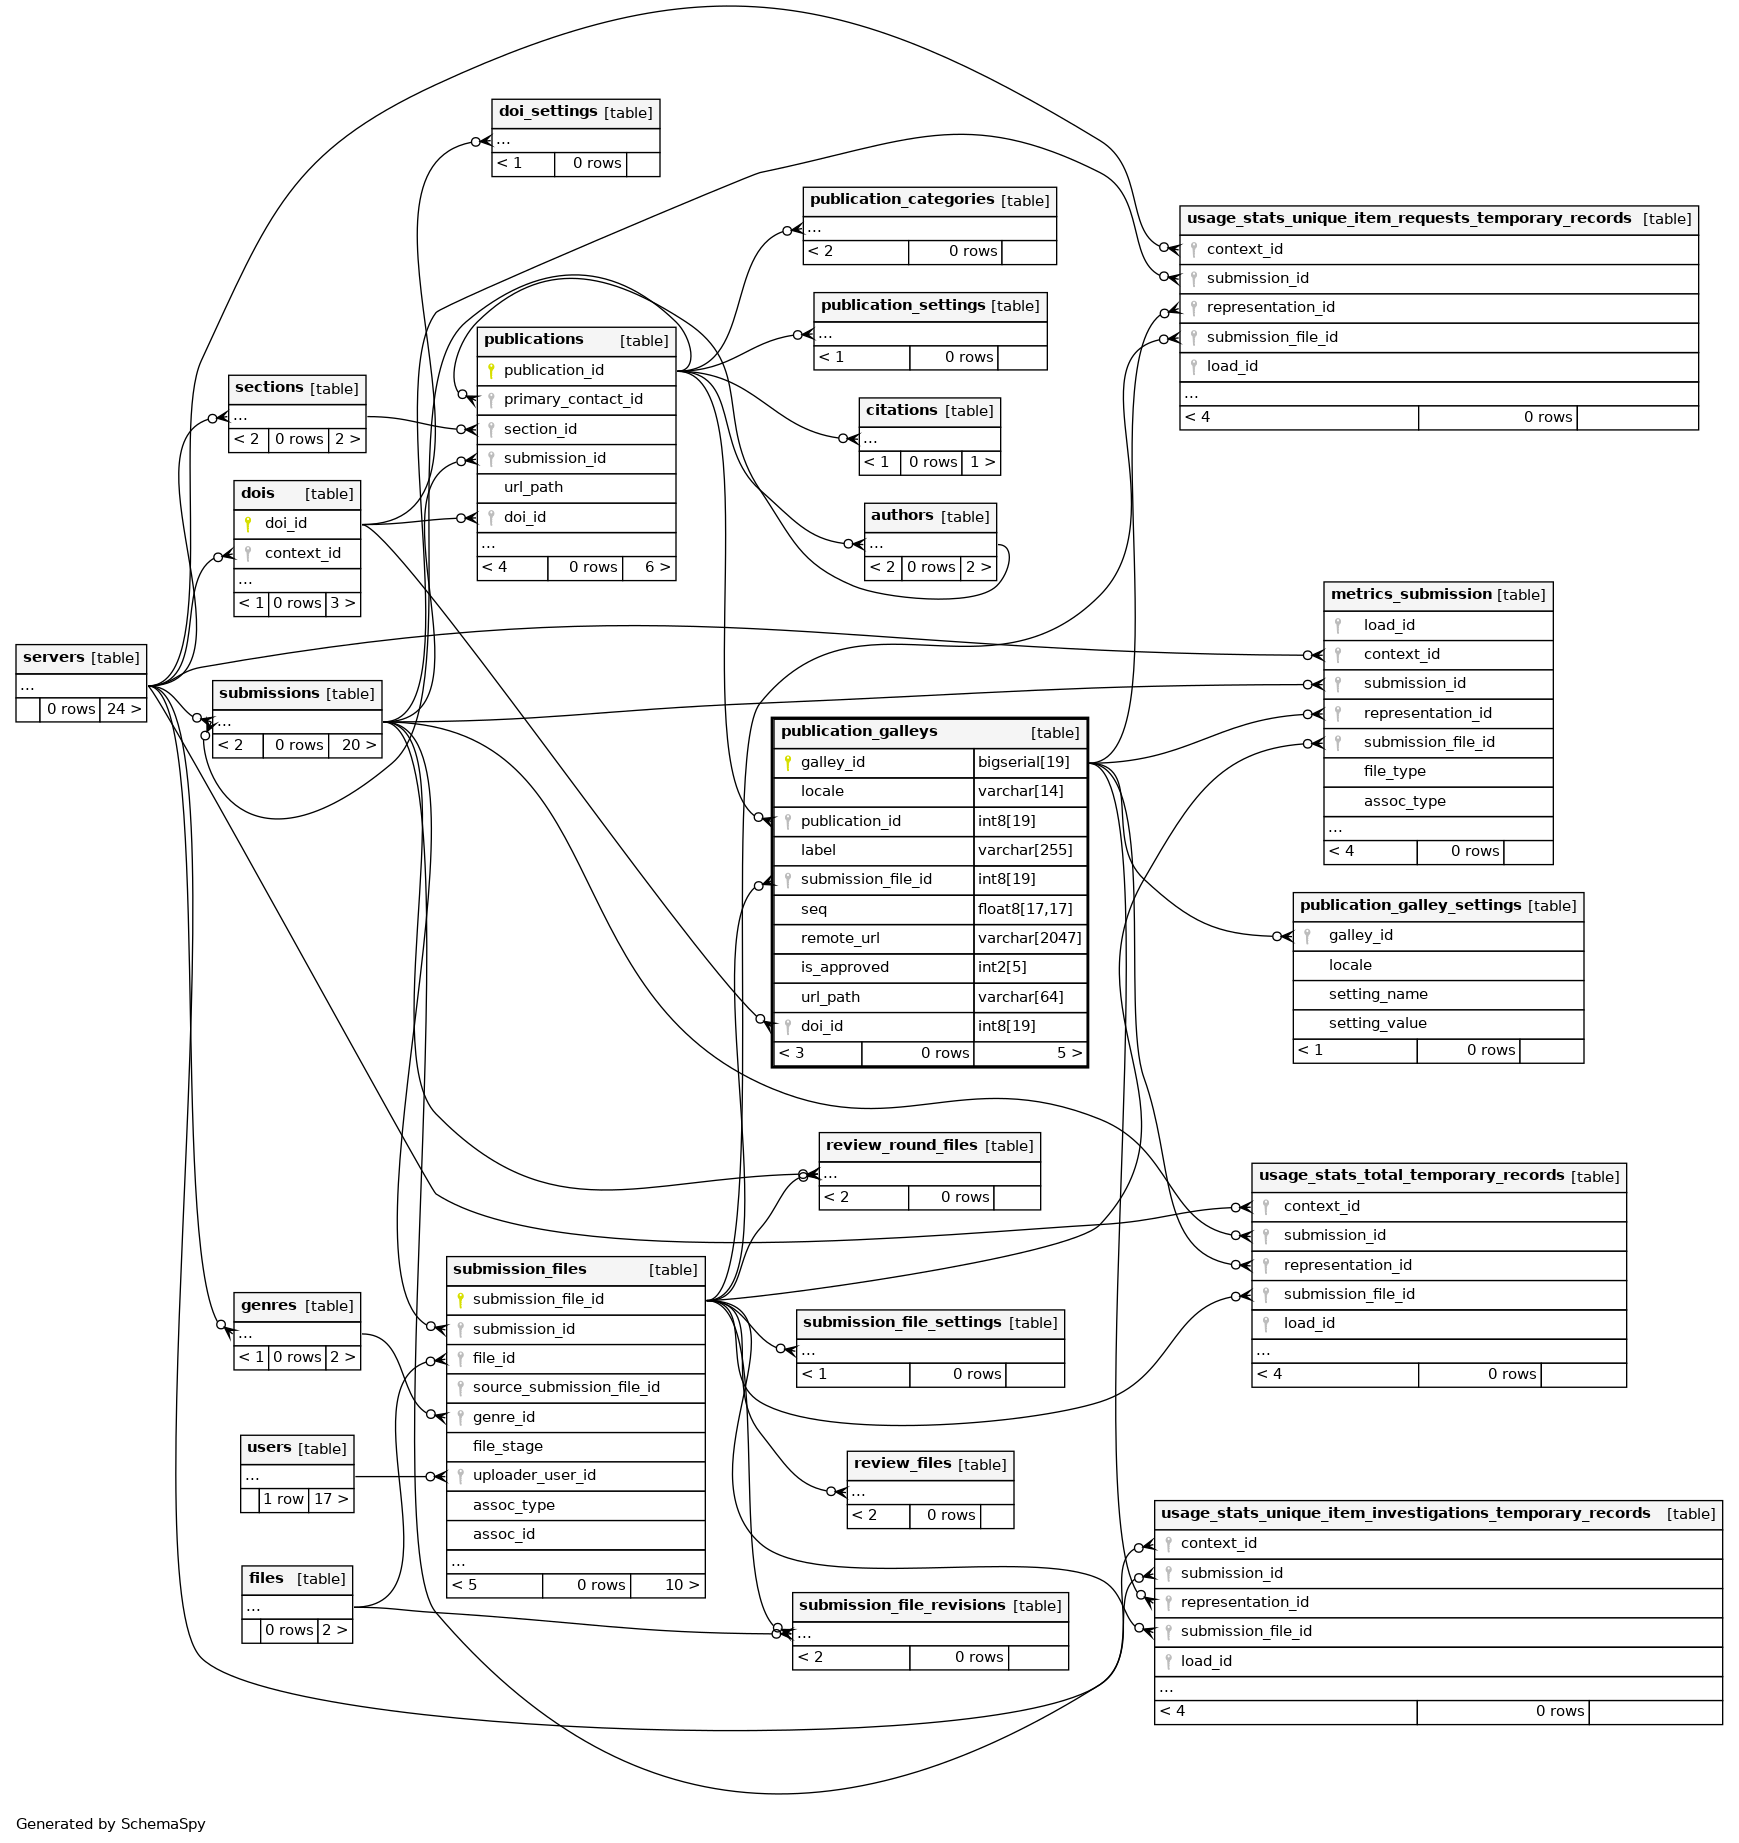 doi_settings [table]
...
< 1 0 rows
publication_categories [table]
...
< 2 0 rows
usage_stats_unique_item_requests_temporary_records [table]
context_id
submission_id
representation_id
submission_file_id
load_id
...
< 4 0 rows
publication_settings [table]
...
< 1 0 rows
publications [table]
publication_id
primary_contact_id
section_id
submission_id
url_path
doi_id
...
< 4 0 rows 6 >
sections [table]
...
< 2 0 rows 2 >
citations [table]
...
< 1 0 rows 1 >
dois [table]
doi_id
context_id
...
< 1 0 rows 3 >
authors [table]
...
< 2 0 rows 2 >
metrics_submission [table]
load_id
context_id
submission_id
representation_id
submission_file_id
file_type
assoc_type
...
< 4 0 rows
servers [table]
...
0 rows 24 >
submissions [table]
...
< 2 0 rows 20 >
publication_galleys [table]
galley_id bigserial[19]
locale varchar[14]
publication_id int8[19]
label varchar[255]
submission_file_id int8[19]
seq float8[17,17]
remote_url varchar[2047]
is_approved int2[5]
url_path varchar[64]
doi_id int8[19]
< 3 0 rows 5 >
publication_galley_settings [table]
galley_id
locale
setting_name
setting_value
< 1 0 rows
review_round_files [table]
...
< 2 0 rows
usage_stats_total_temporary_records [table]
context_id
submission_id
representation_id
submission_file_id
load_id
...
< 4 0 rows
submission_files [table]
submission_file_id
submission_id
file_id
source_submission_file_id
genre_id
file_stage
uploader_user_id
assoc_type
assoc_id
...
< 5 0 rows 10 >
genres [table]
...
< 1 0 rows 2 >
submission_file_settings [table]
...
< 1 0 rows
users [table]
...
1 row 17 >
review_files [table]
...
< 2 0 rows
usage_stats_unique_item_investigations_temporary_records [table]
context_id
submission_id
representation_id
submission_file_id
load_id
...
< 4 0 rows
files [table]
...
0 rows 2 >
submission_file_revisions [table]
...
< 2 0 rows
Generated by SchemaSpy